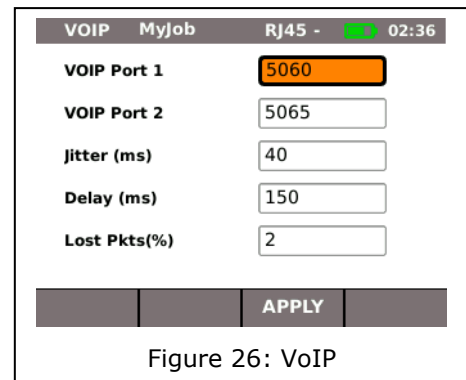 VOIP MyJob RJ45 - 02:36
VOIP Port 1 5060
VOIP Port 2 5065
Jitter (ms) 40
Delay (ms) 150
Lost Pkts(%) 2
APPLY
Figure 26: VoIP